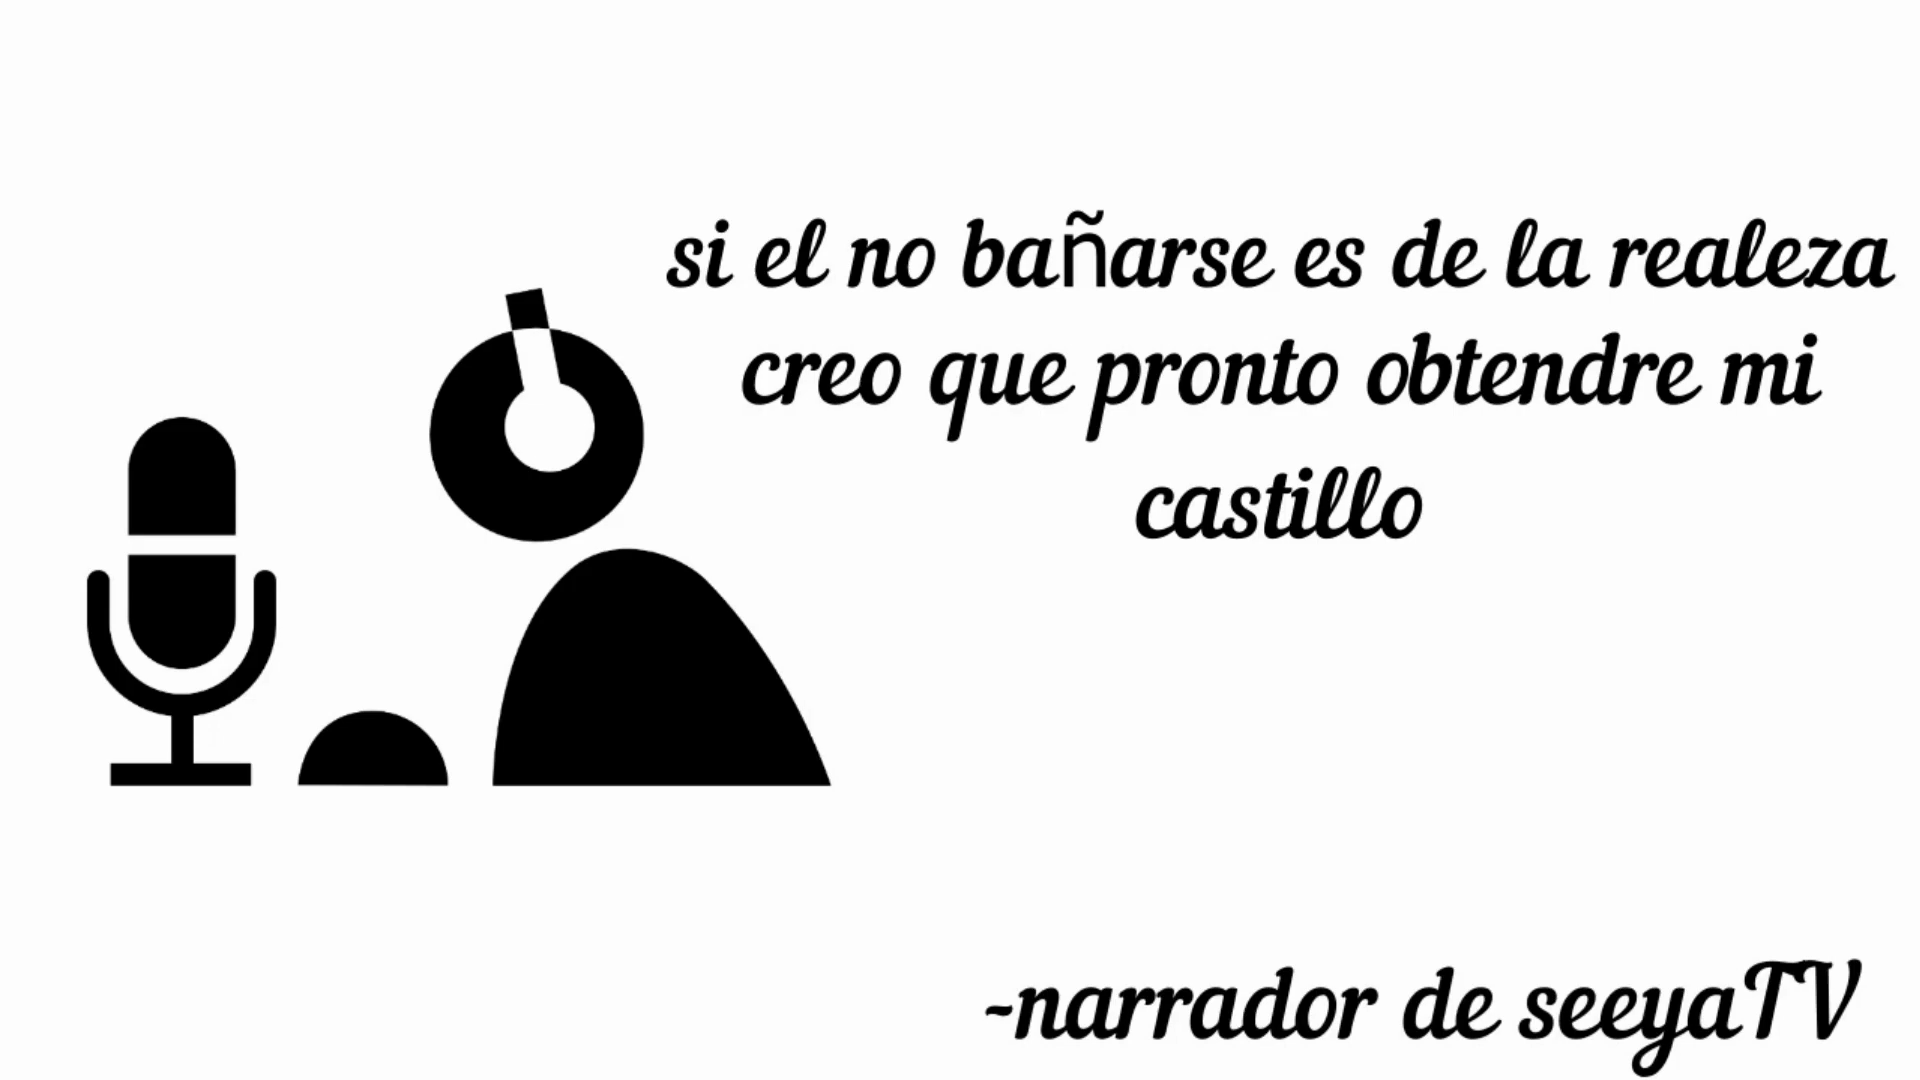 si el no bañarse es de la realeza
creo que pronto obtendre mi
castillo
~narrador de seeyaTV